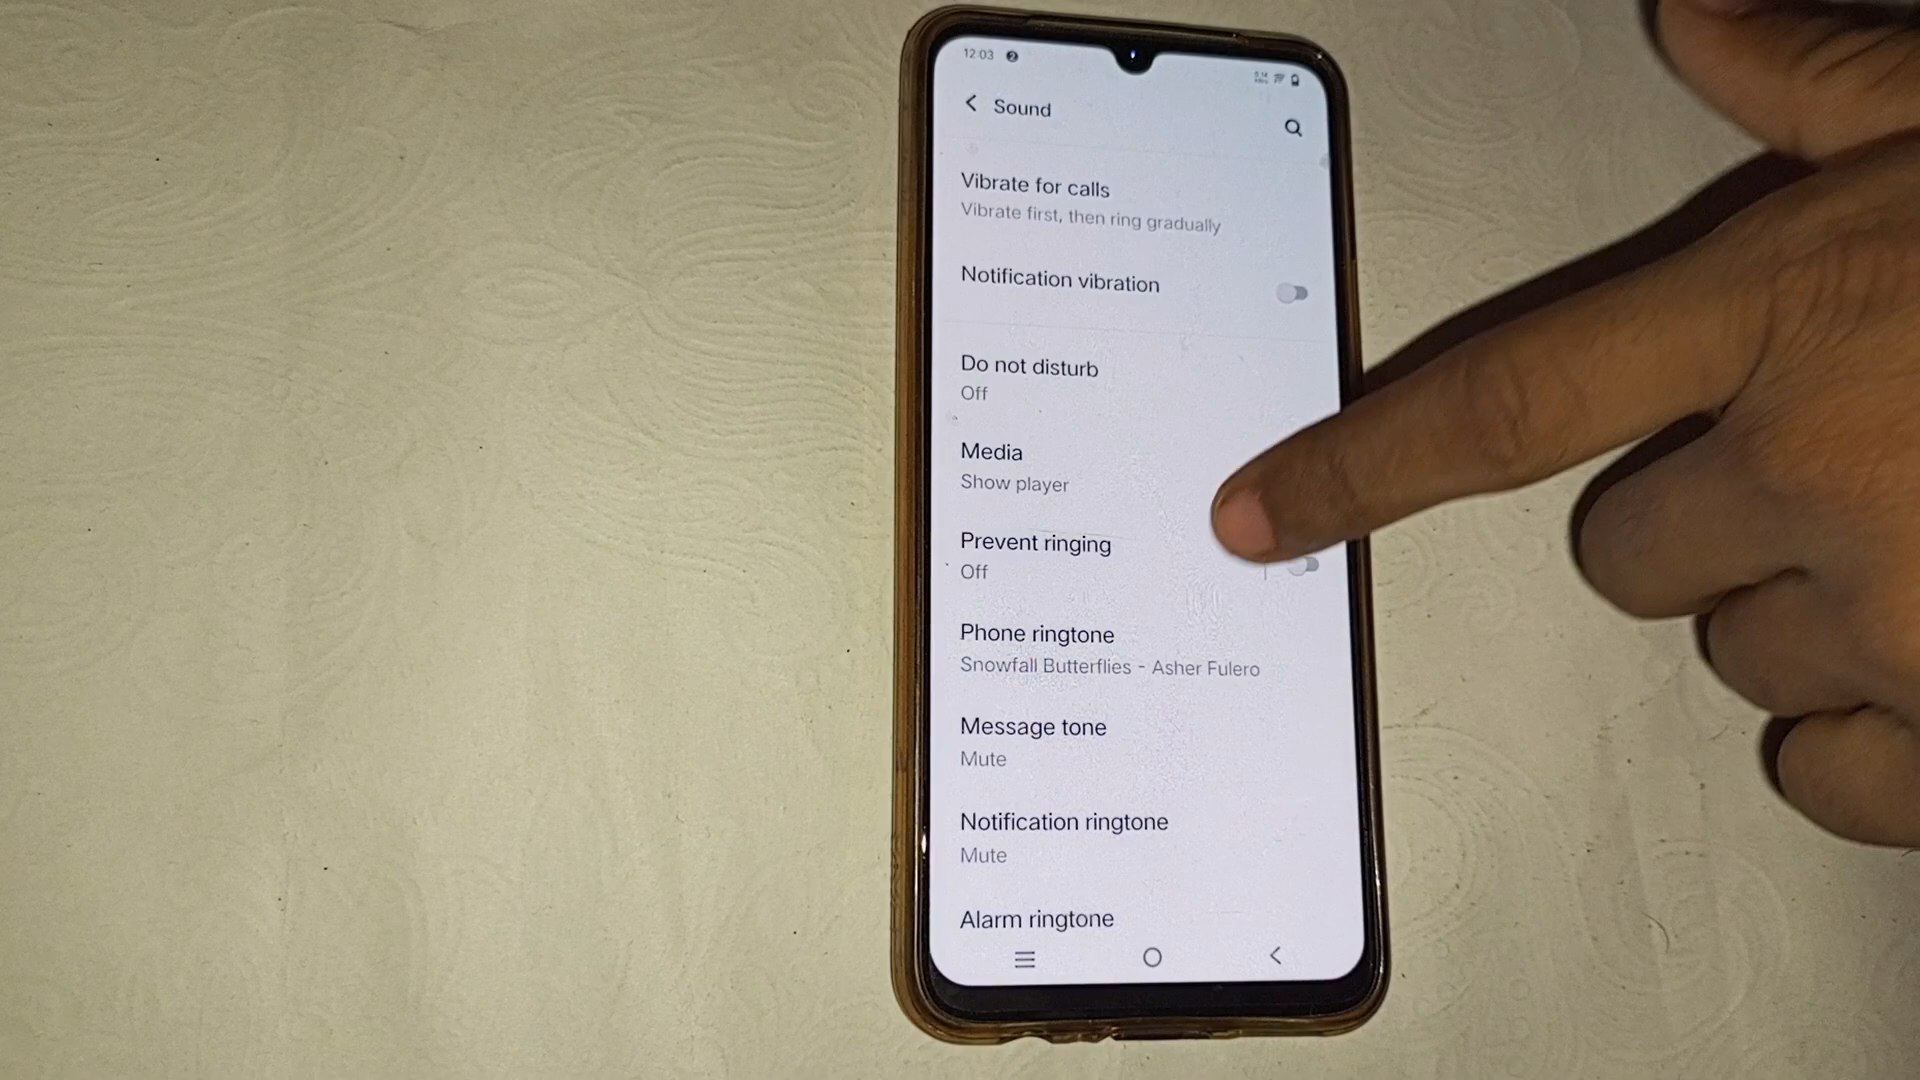 12:03
Sound
Vibrate for calls
Vibrate first, then ring gradually
Notification vibration
Do not disturb
Off
Media
Show player
Prevent ringing
Off
Phone ringtone
Snowfall Butterflies - Asher Fulero
Message tone
Mute
Notification ringtone
Mute
Alarm ringtone